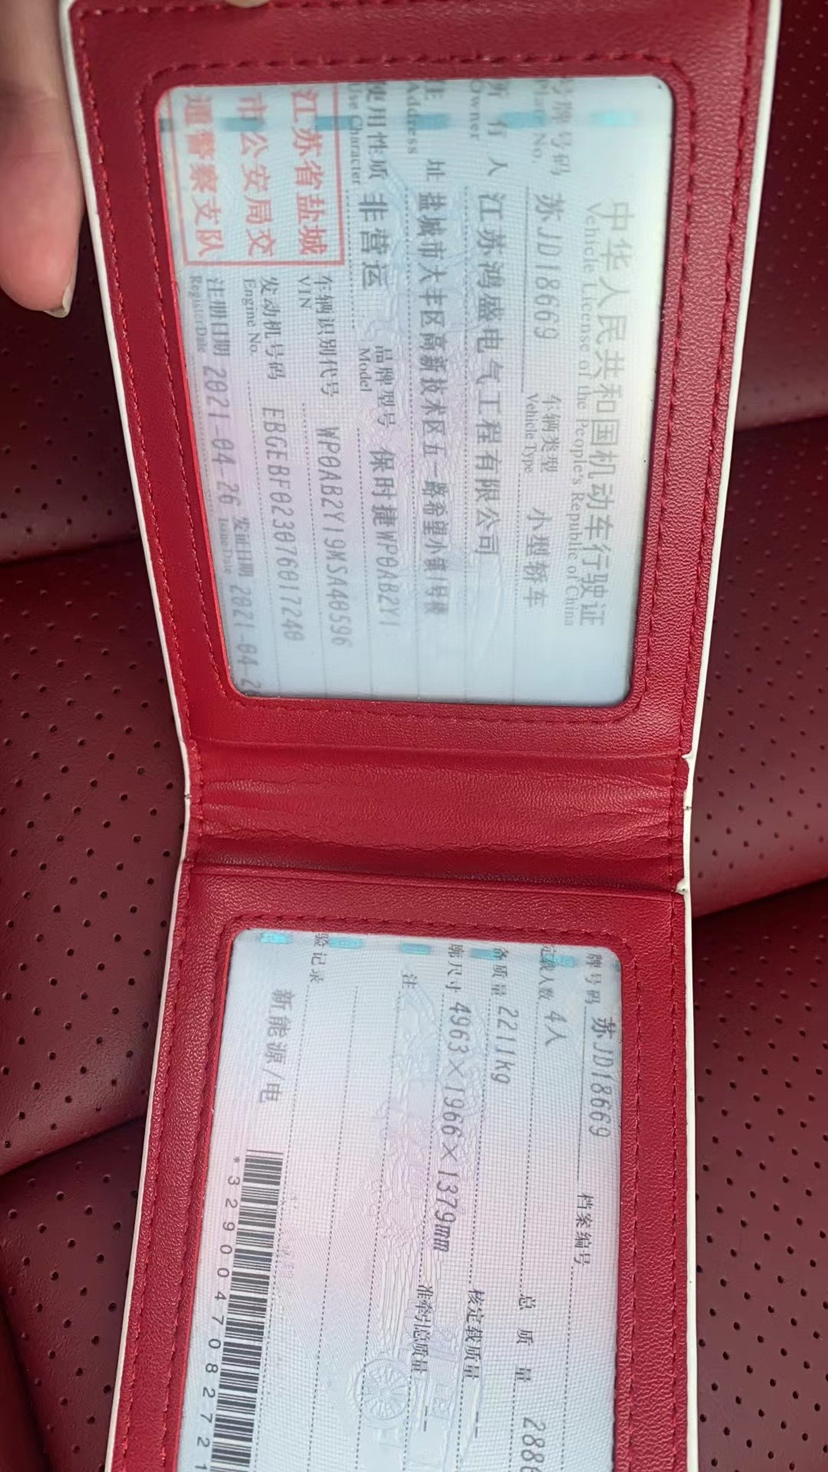 中华人民共和国机动车行驶证
Vehicle License of the People's Republic of China
号牌号码 苏JD18669 车辆类型 小型轿车
Plate No. Vehicle Type
所有人 江苏鸿盛电气工程有限公司
Owner
住址 盐城市大丰区高新技术区五一路希望小镇1号楼
Address
使用性质 非营运 品牌型号 保时捷WP0AB2Y1
Use Character Model
江苏省盐城
市公安局交
通警察支队
车辆识别代号 WP0AB2Y19MSA40596
VIN
发动机号码 EBGEBF023076017240
Engine No.
注册日期 2021-04-26 发证日期 2021-04-2
Register Date Issue Date
牌号码 苏JD18669 档案编号
定载人数 4人 总质量 288
备质量 2211kg 核定载质量 --
廓尺寸 4963×1966×1379mm 准牵引总质量 --
注
验记录
新能源/电
*3290047082721